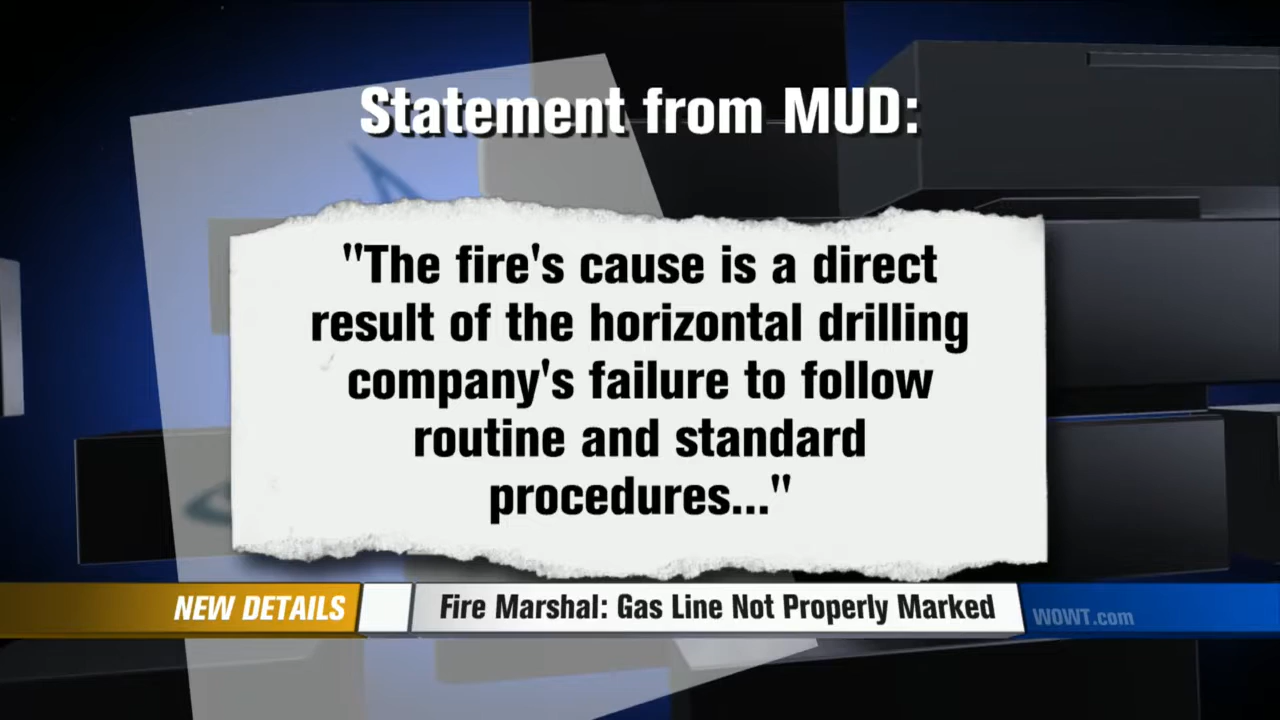 Statement from MUD:
"The fire's cause is a direct
result of the horizontal drilling
company's failure to follow
routine and standard
procedures..."
NEW DETAILS
Fire Marshal: Gas Line Not Properly Marked
WOWT.com